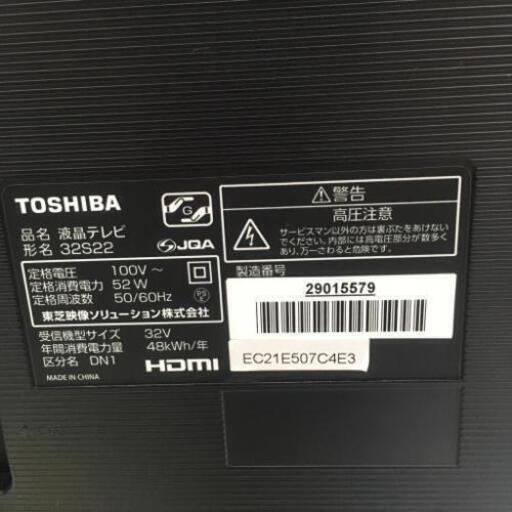 TOSHIBA
品名 液晶テレビ
形名 32S22
G
JQA
定格電圧 100V～
定格消費電力 52W
定格周波数 50/60Hz
東芝映像ソリューション株式会社
受信機型サイズ 32V
年間消費電力量 48kWh/年
区分名 DN1
MADE IN CHINA
HDMI
⚠警告
高圧注意
サービスマン以外の方は裏ぶたをあけない
でください。内部には高電圧部分が数多く
あり、万一さわると危険です。
製造番号
29015579
EC21E507C4E3